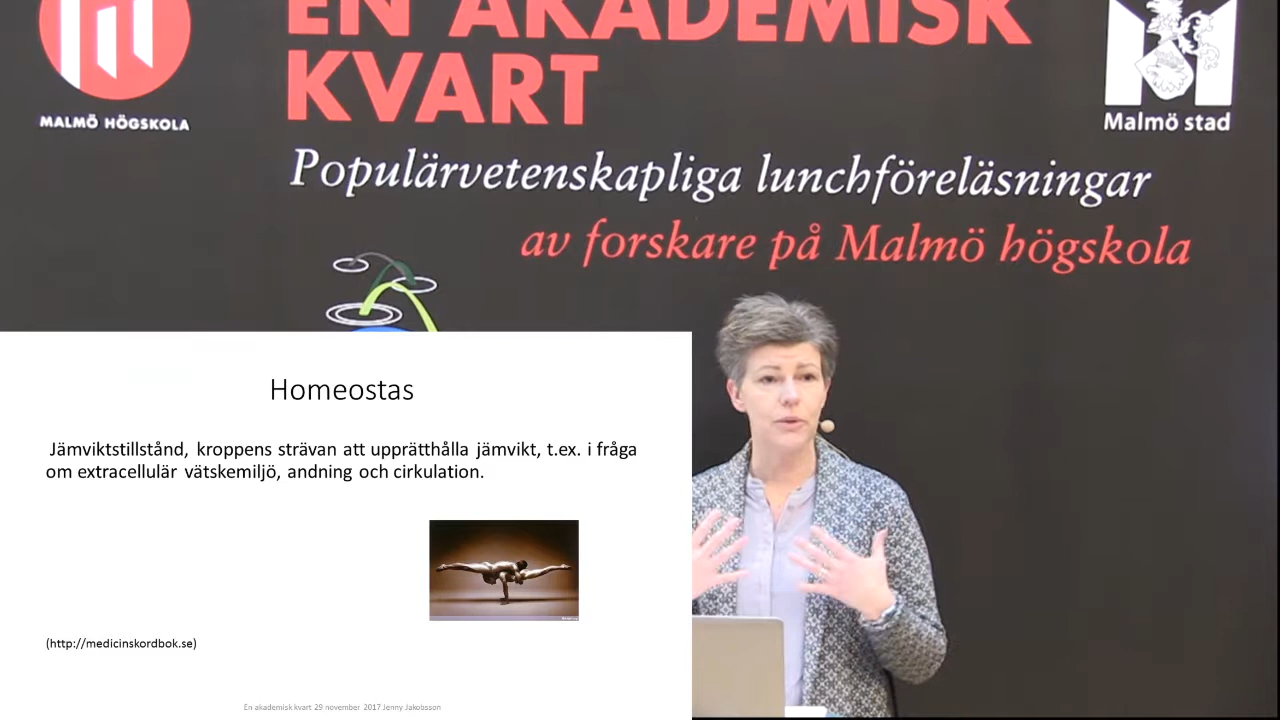 EN AKADEMISK
KVART
MALMÖ HÖGSKOLA
Malmö stad
Populärvetenskapliga lunchföreläsningar
av forskare på Malmö högskola
Homeostas
Jämviktstillstånd, kroppens strävan att upprätthålla jämvikt, t.ex. i fråga
om extracellulär vätskemiljö, andning och cirkulation.
(http://medicinskordbok.se)
En akademisk kvart 29 november 2017 Jenny Jakobsson